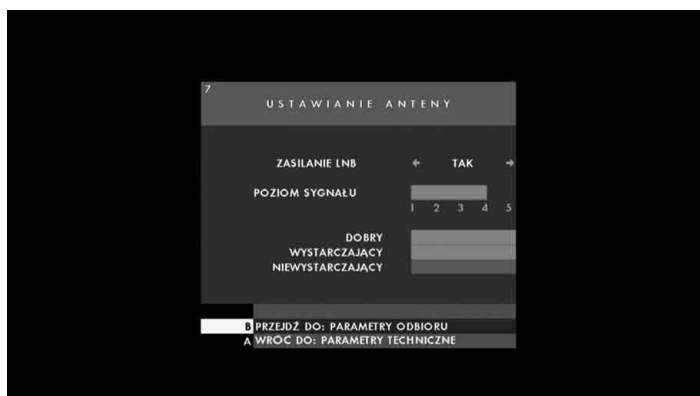 7
USTAWIANIE ANTENY
ZASILANIE LNB ← TAK →
POZIOM SYGNAŁU
1 2 3 4 5
DOBRY
WYSTARCZAJĄCY
NIEWYSTARCZAJĄCY
B PRZEJDŹ DO: PARAMETRY ODBIORU
A WRÓĆ DO: PARAMETRY TECHNICZNE